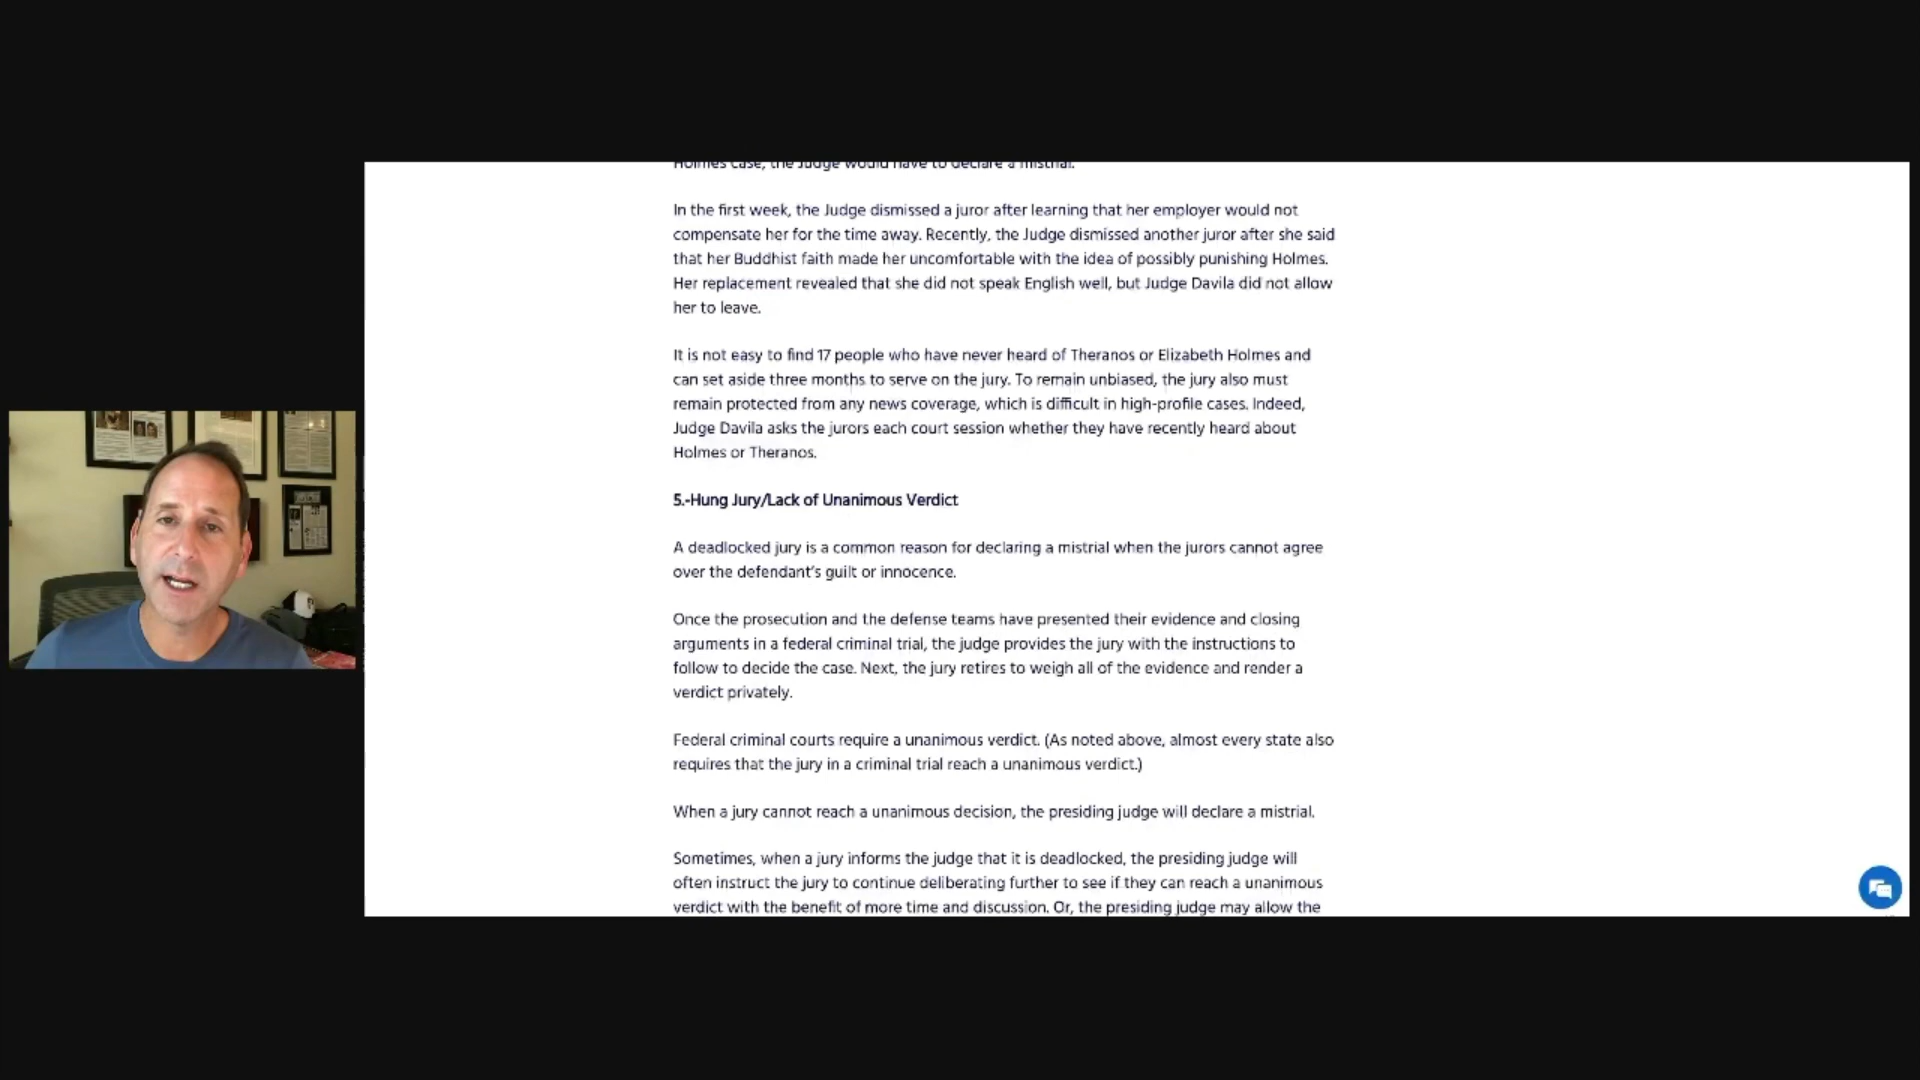 Holmes Case, the Judge would have to declare a mistrial.
In the first week, the Judge dismissed a juror after learning that her employer would not
compensate her for the time away. Recently, the Judge dismissed another juror after she said
that her Buddhist faith made her uncomfortable with the idea of possibly punishing Holmes.
Her replacement revealed that she did not speak English well, but Judge Davila did not allow
her to leave.
It is not easy to find 17 people who have never heard of Theranos or Elizabeth Holmes and
can set aside three months to serve on the jury. To remain unbiased, the jury also must
remain protected from any news coverage, which is difficult in high-profile cases. Indeed,
Judge Davila asks the jurors each court session whether they have recently heard about
Holmes or Theranos.
5.-Hung Jury/Lack of Unanimous Verdict
A deadlocked jury is a common reason for declaring a mistrial when the jurors cannot agree
over the defendant's guilt or innocence.
Once the prosecution and the defense teams have presented their evidence and closing
arguments in a federal criminal trial, the judge provides the jury with the instructions to
follow to decide the case. Next, the jury retires to weigh all of the evidence and render a
verdict privately.
Federal criminal courts require a unanimous verdict. (As noted above, almost every state also
requires that the jury in a criminal trial reach a unanimous verdict.)
When a jury cannot reach a unanimous decision, the presiding judge will declare a mistrial.
Sometimes, when a jury informs the judge that it is deadlocked, the presiding judge will
often instruct the jury to continue deliberating further to see if they can reach a unanimous
verdict with the benefit of more time and discussion. Or, the presiding judge may allow the